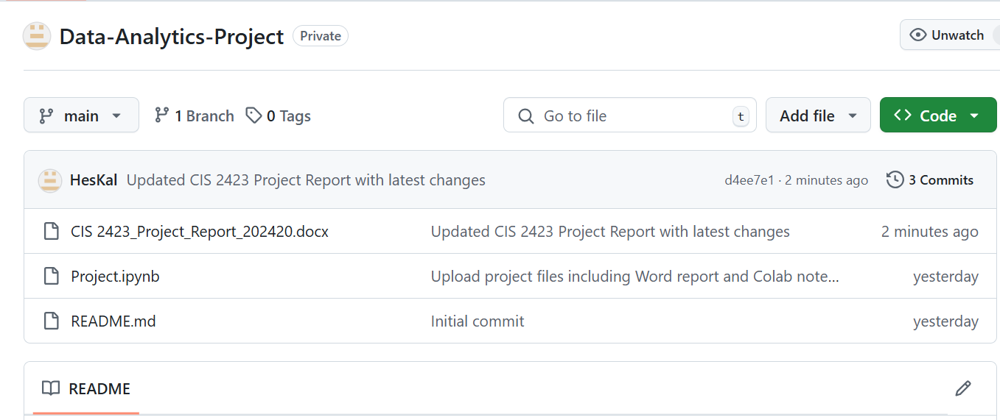 Data-Analytics-Project Private Unwatch
main 1 Branch 0 Tags Go to file t Add file Code
HesKal Updated CIS 2423 Project Report with latest changes d4ee7e1 · 2 minutes ago 3 Commits
CIS 2423_Project_Report_202420.docx Updated CIS 2423 Project Report with latest changes 2 minutes ago
Project.ipynb Upload project files including Word report and Colab note... yesterday
README.md Initial commit yesterday
README